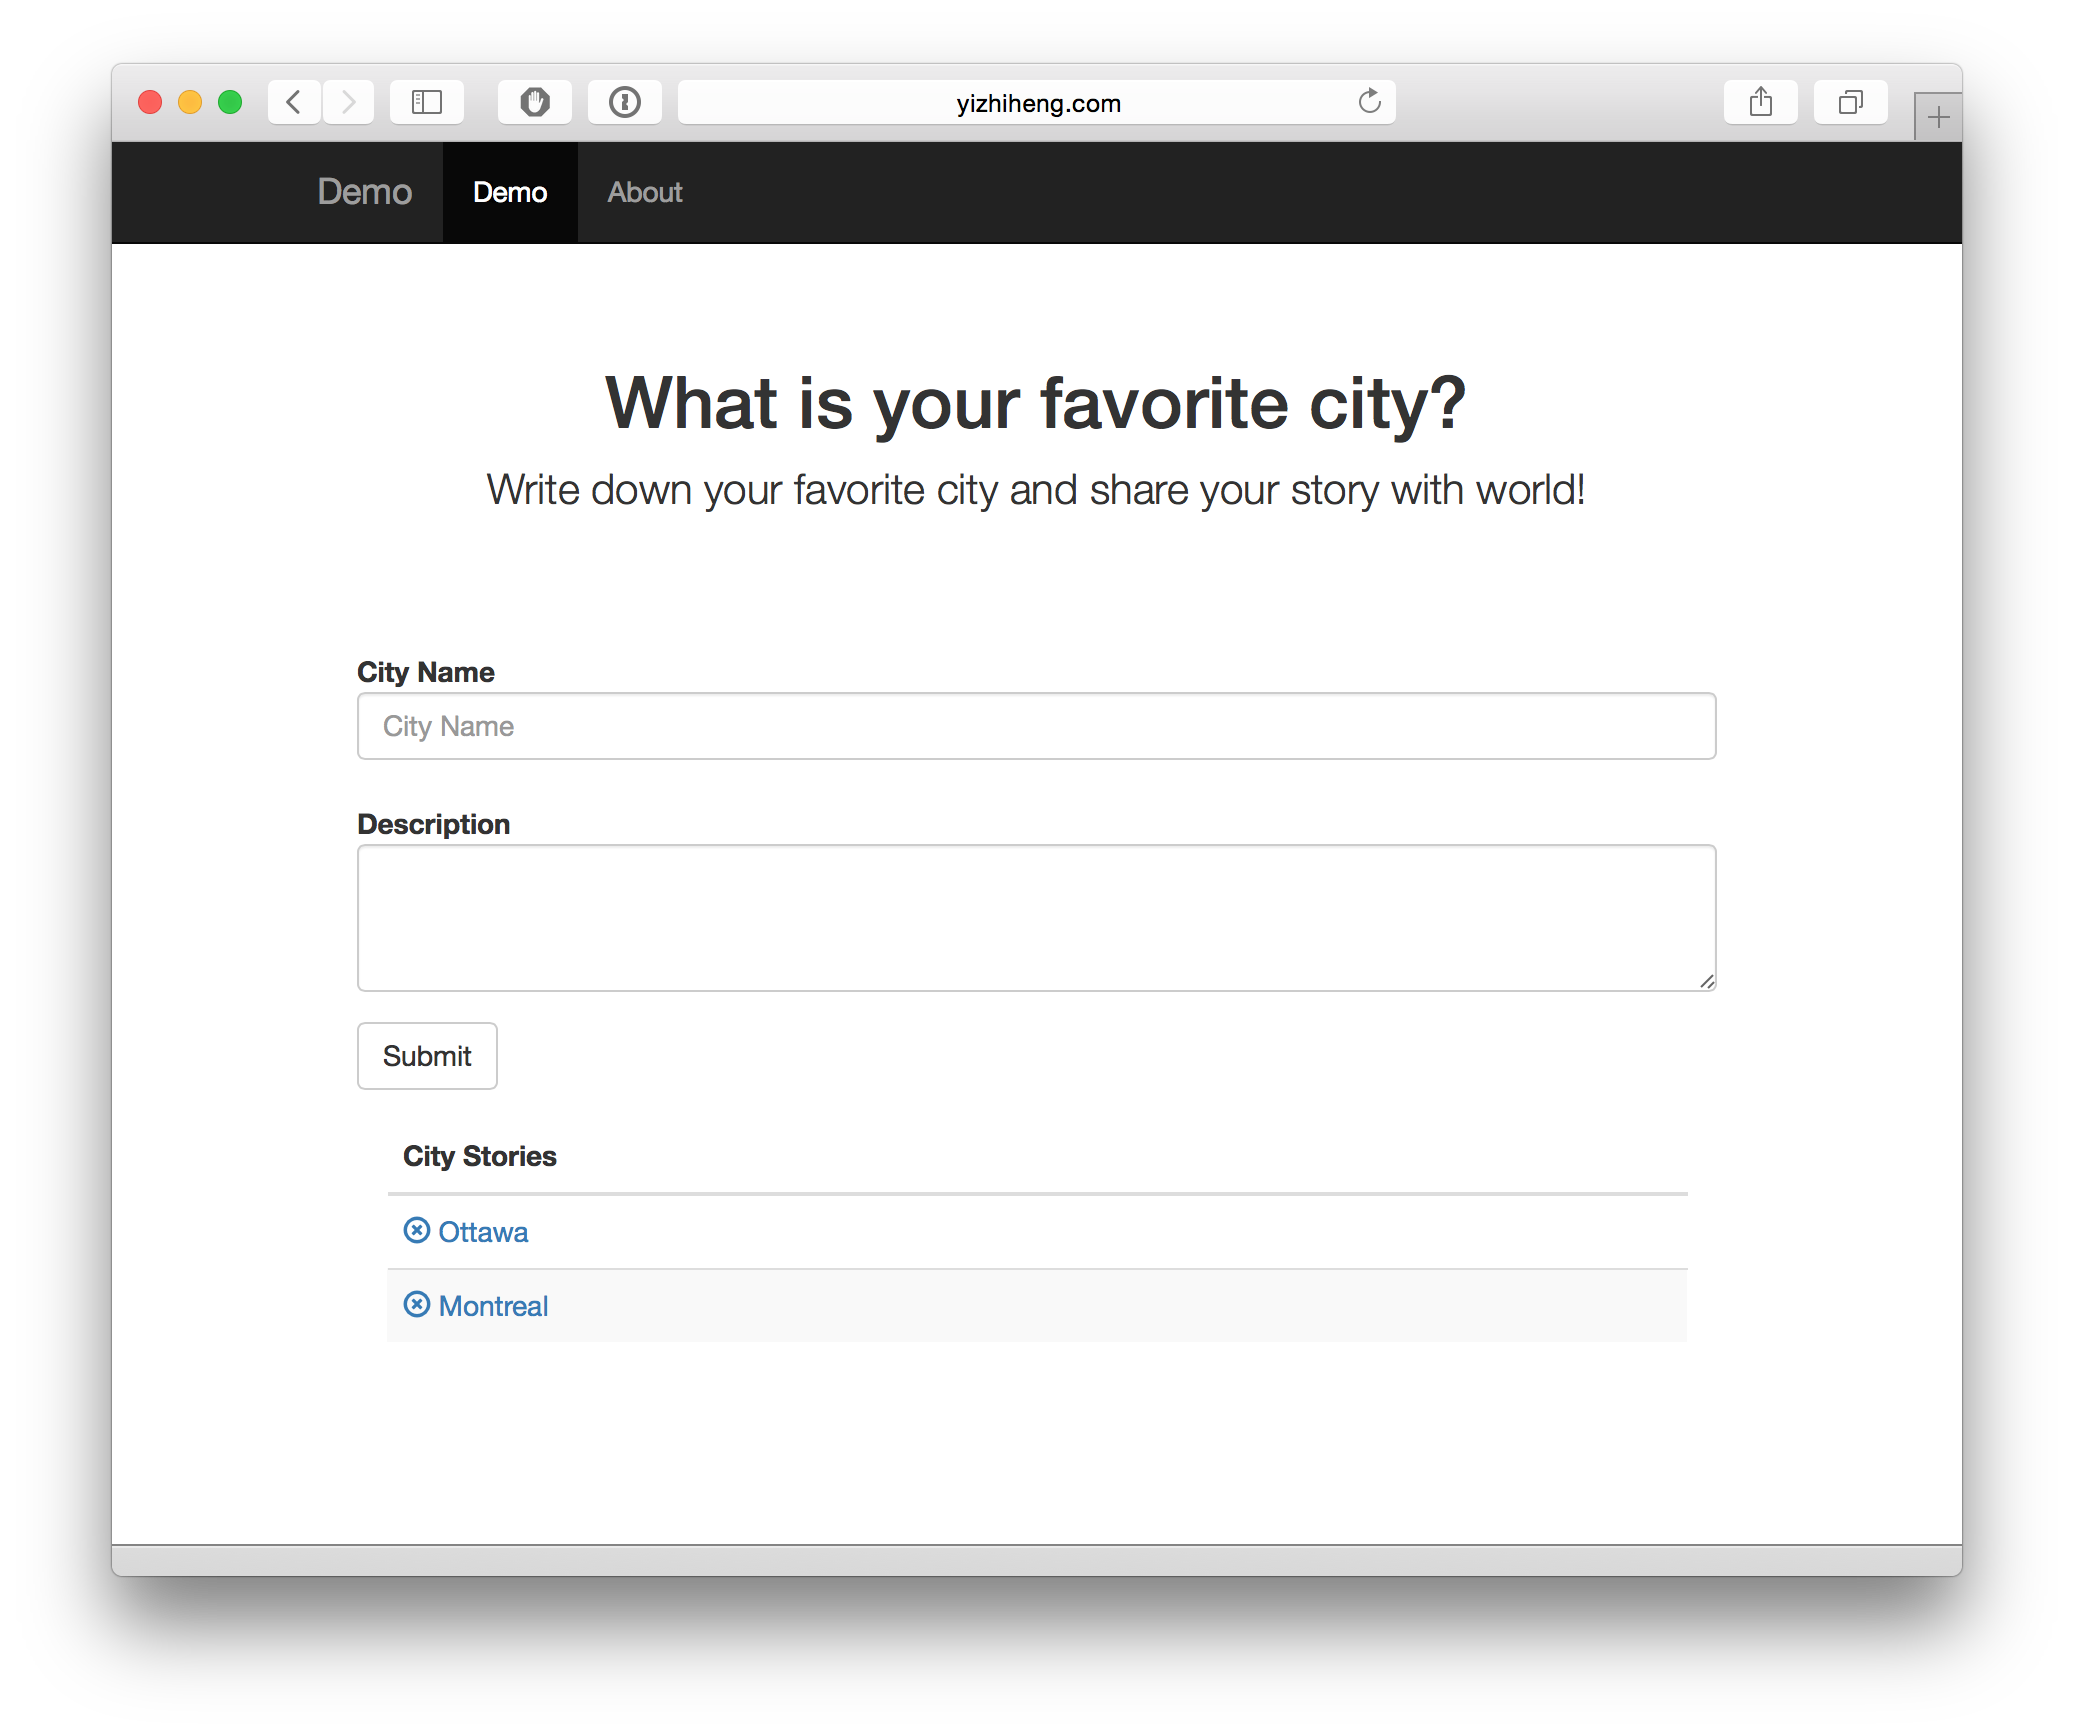 yizhiheng.com
Demo Demo About
What is your favorite city?
Write down your favorite city and share your story with world!
City Name
City Name
Description
Submit
City Stories
Ottawa
Montreal